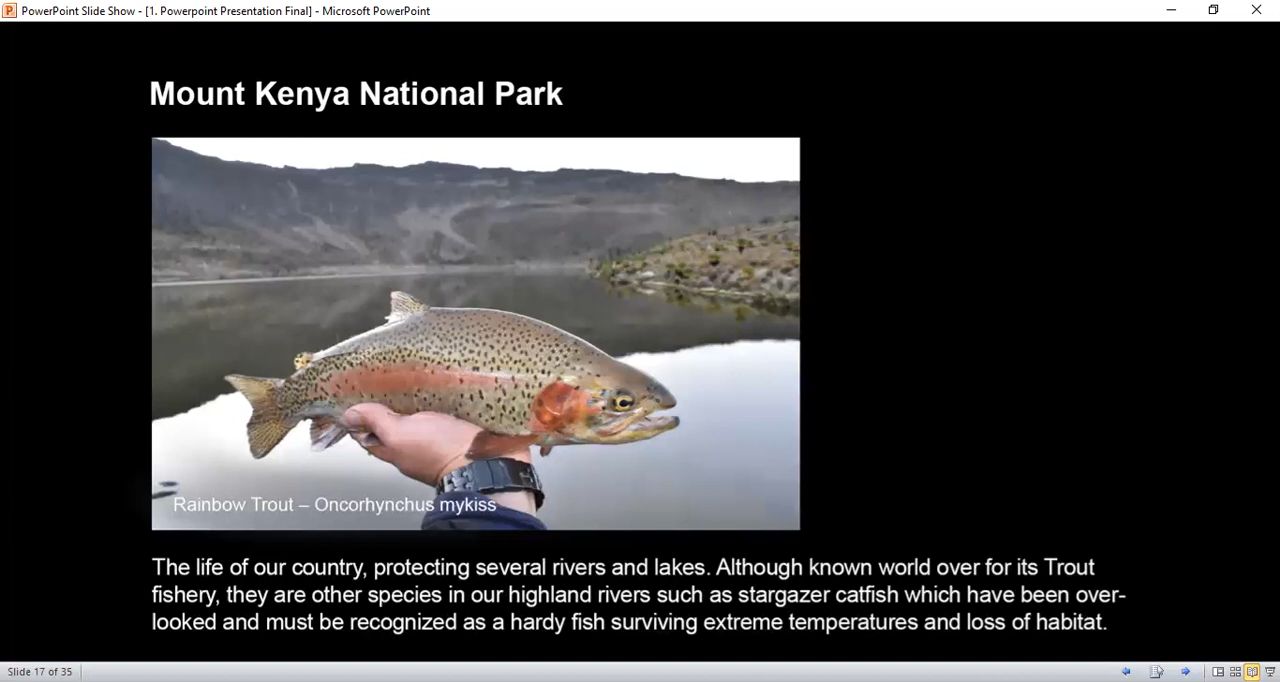 PowerPoint Slide Show - [1. Powerpoint Presentation Final] - Microsoft PowerPoint
Mount Kenya National Park
Rainbow Trout – Oncorhynchus mykiss
The life of our country, protecting several rivers and lakes. Although known world over for its Trout
fishery, they are other species in our highland rivers such as stargazer catfish which have been over-
looked and must be recognized as a hardy fish surviving extreme temperatures and loss of habitat.
Slide 17 of 35